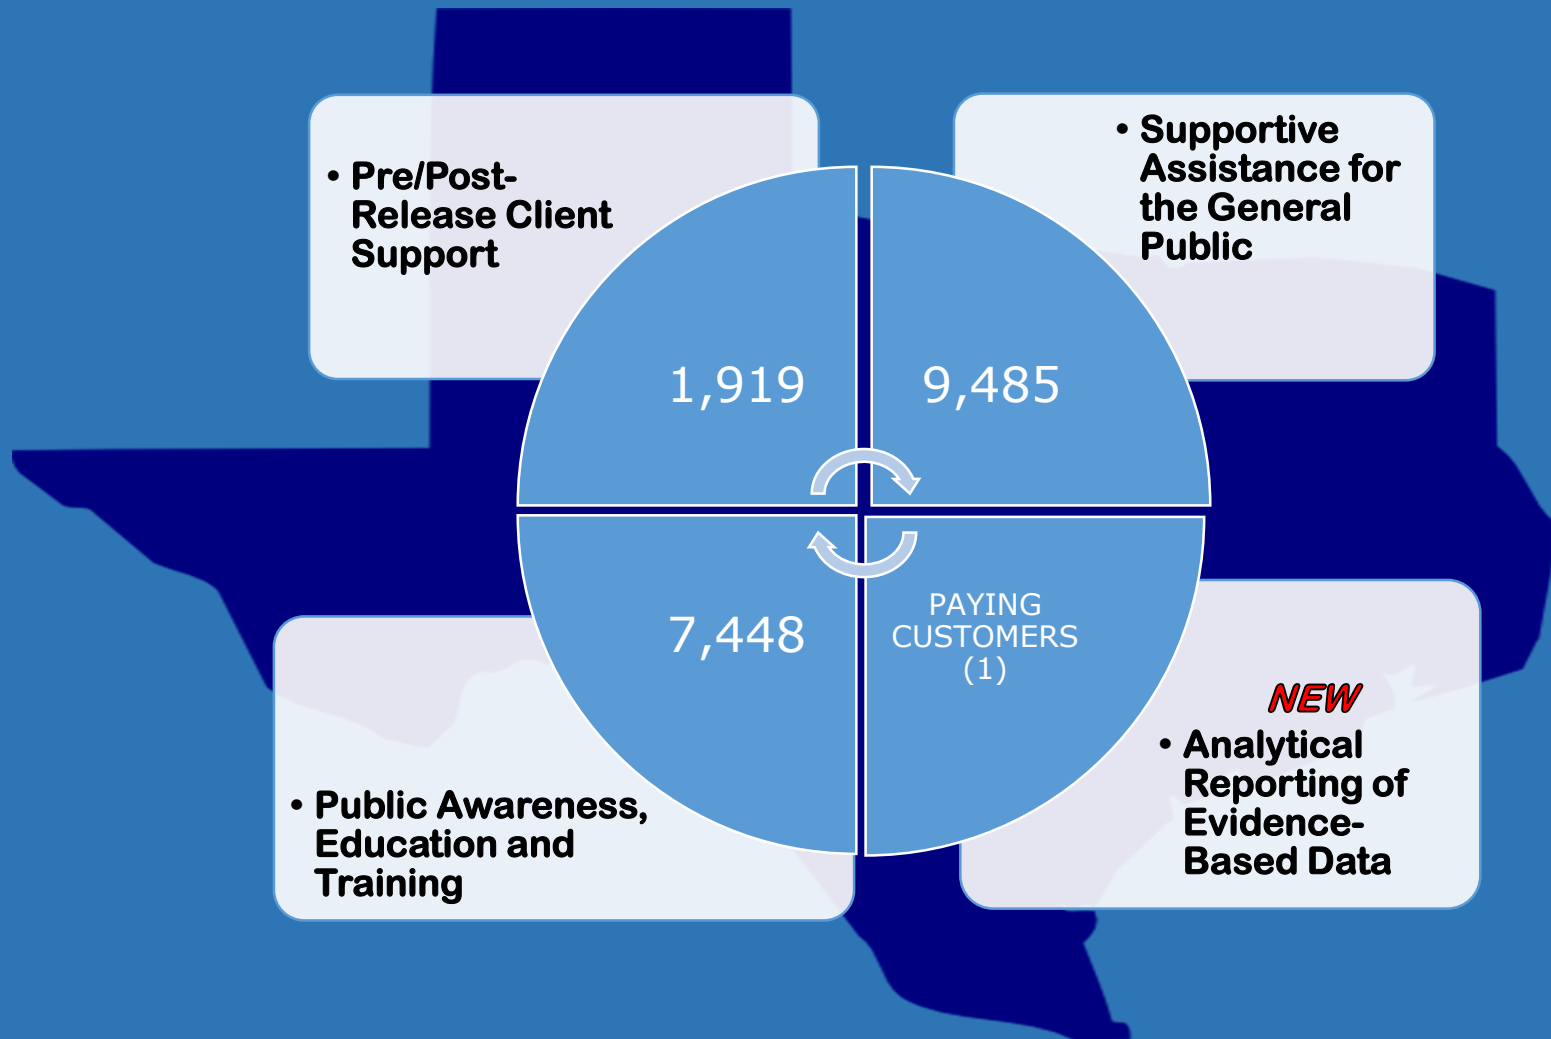 • Pre/Post-
Release Client
Support
• Supportive
Assistance for
the General
Public
1,919
9,485
7,448
PAYING
CUSTOMERS
(1)
• Public Awareness,
Education and
Training
NEW
• Analytical
Reporting of
Evidence-
Based Data